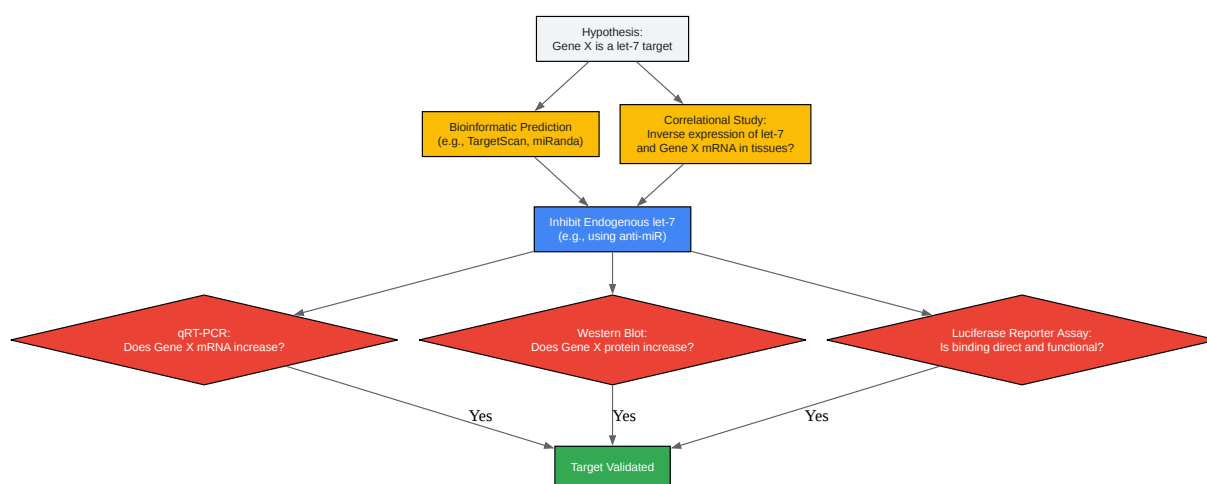 Hypothesis:
Gene X is a let-7 target
Bioinformatic Prediction
(e.g., TargetScan, miRanda)
Correlational Study:
Inverse expression of let-7
and Gene X mRNA in tissues?
Inhibit Endogenous let-7
(e.g., using anti-miR)
qRT-PCR:
Does Gene X mRNA increase?
Western Blot:
Does Gene X protein increase?
Luciferase Reporter Assay:
Is binding direct and functional?
Yes
Yes
Yes
Target Validated